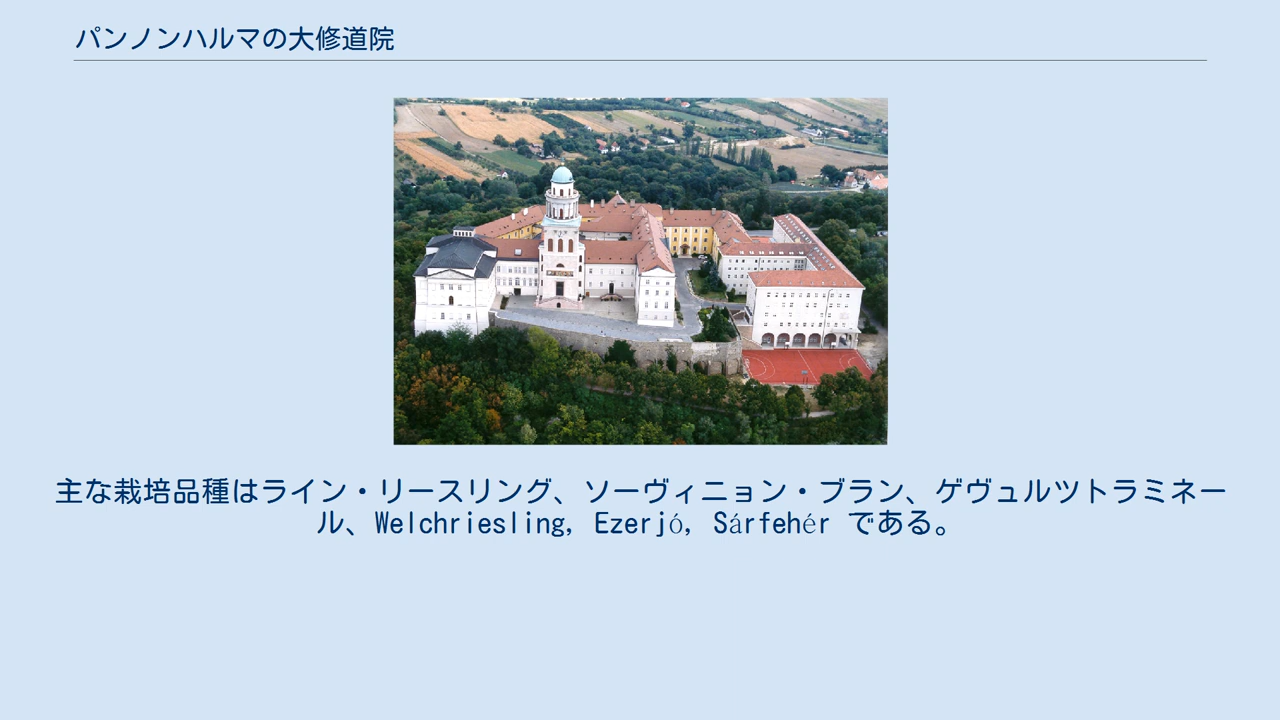 パンノンハルマの大修道院
主な栽培品種はライン・リースリング、ソーヴィニョン・ブラン、ゲヴュルツトラミネー
ル、Welchriesling, Ezerjó, Sárfehér である。